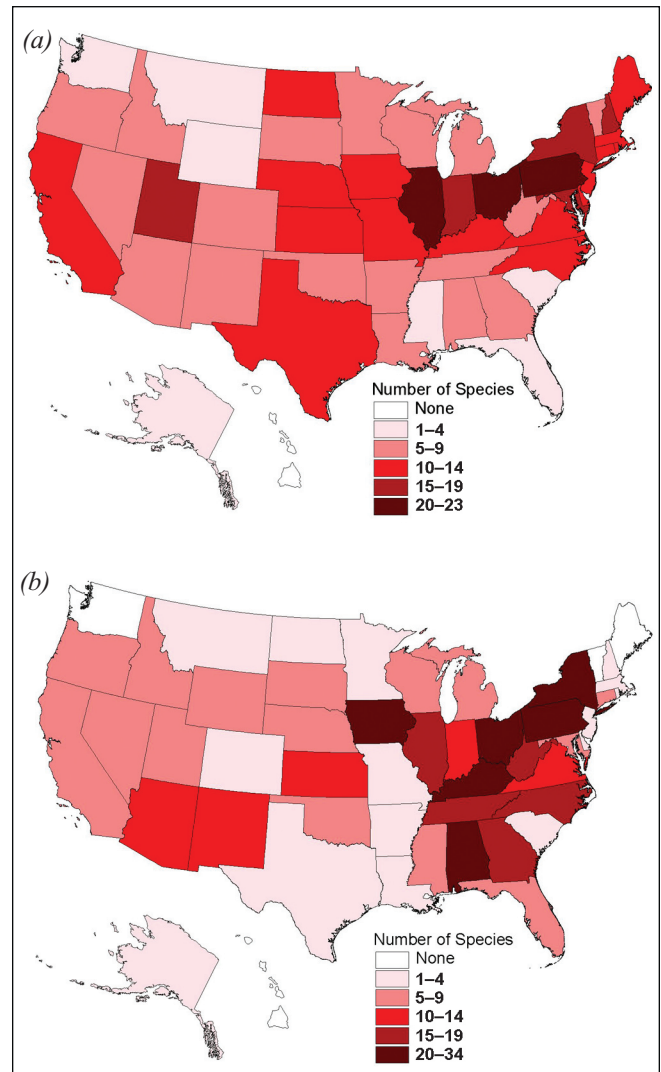 (a)
Number of Species
None
1–4
5–9
10–14
15–19
20–23
(b)
Number of Species
None
1–4
5–9
10–14
15–19
20–34